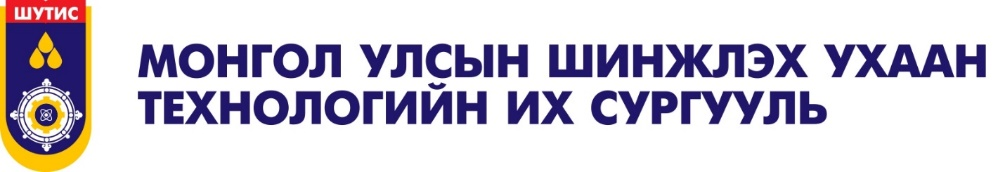 ШУТИС
МОНГОЛ УЛСЫН ШИНЖЛЭХ УХААН
ТЕХНОЛОГИЙН ИХ СУРГУУЛЬ